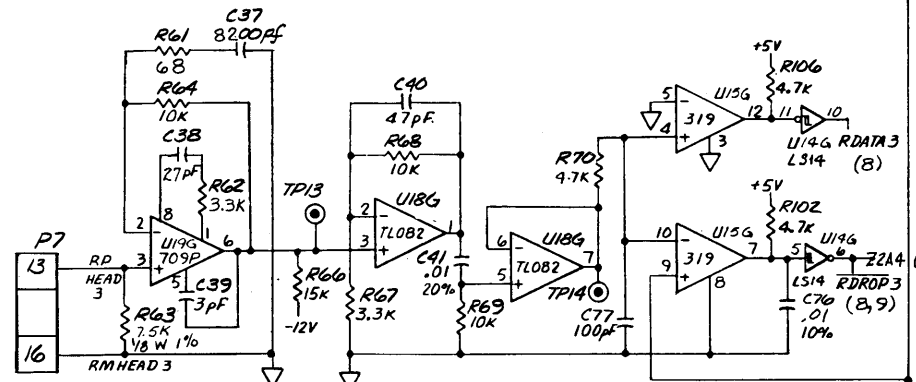 C37
8200pf
R61
68
R64
10K
C38
27pF
R62
3.3K
8
1
2
3
6
5
U19G
709P
C39
3pF
P7
13
16
RP
HEAD
3
R63
7.5K
1/8 W 1%
RMHEAD 3
TP13
R66
15K
-12V
C40
47pF.
R68
10K
U18G
TL082
2
3
1
R67
3.3K
C41
.01
20%
R69
10K
U18G
TL082
6
5
7
TP14
R70
4.7K
C77
100pF
+5V
R106
4.7K
U15G
319
5
4
12
3
11
10
U14G
LS14
RDATA3
(8)
+5V
R102
4.7K
U15G
319
10
9
7
8
5
6
U14G
LS14
Z2A4
RDROP3
(8,9)
C76
.01
10%